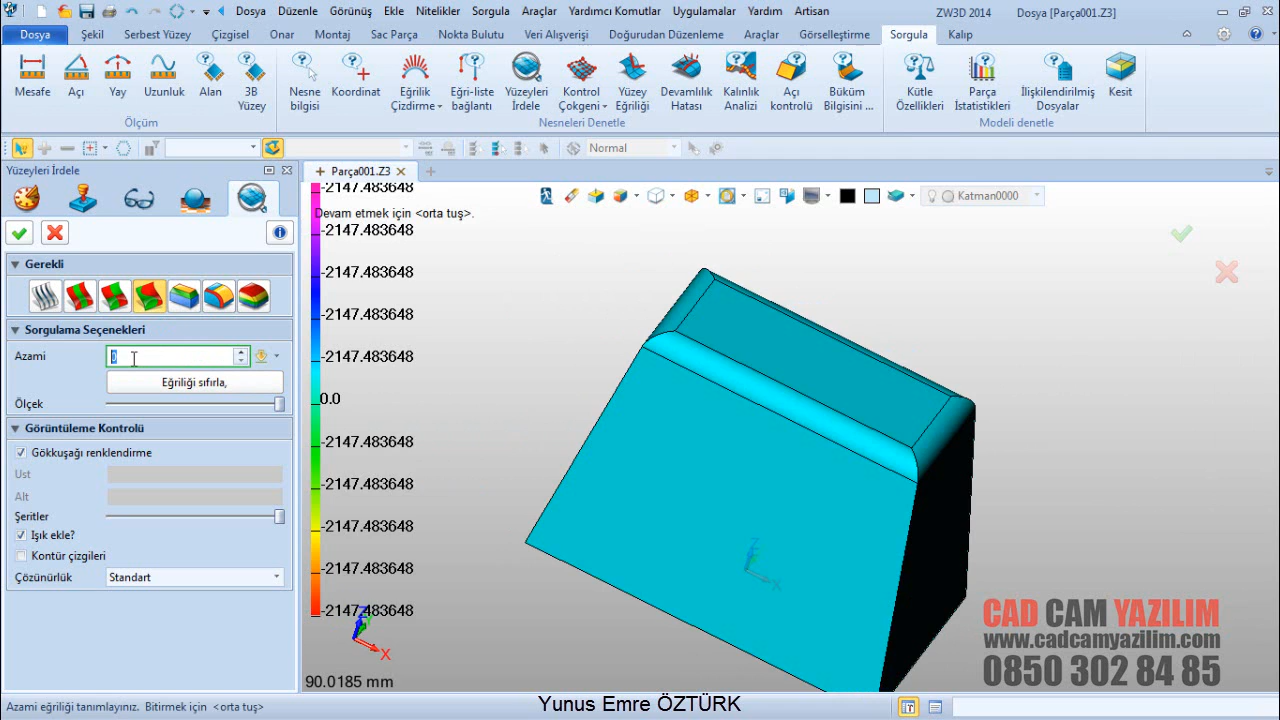 Dosya Düzenle Görünüş Ekle Nitelikler Sorgula Araçlar Yardımcı Komutlar Uygulamalar Yardım Artisan ZW3D 2014 Dosya [Parça001.Z3]
Dosya Şekil Serbest Yüzey Çizgisel Onar Montaj Sac Parça Nokta Bulutu Veri Alışverişi Doğurudan Düzenleme Araçlar Görselleştirme Sorgula Kalıp
Mesafe Açı Yay Uzunluk Alan 3B Yüzey
Ölçüm
Nesne bilgisi Koordinat Eğrilik Çizdirme Eğri-liste bağlantı Yüzeyleri İrdele Kontrol Çokgeni Yüzey Eğriliği Devamlılık Hatası Kalınlık Analizi Açı kontrolü Büküm Bilgisini ...
Nesneleri Denetle
Kütle Özellikleri Parça İstatistikleri İlişkilendirilmiş Dosyalar Kesit
Modeli denetle
Normal
Yüzeyleri İrdele
Parça001.Z3
Katman0000
Devam etmek için <orta tuş>.
-2147.483648
-2147.483648
-2147.483648
-2147.483648
-2147.483648
0.0
-2147.483648
-2147.483648
-2147.483648
-2147.483648
-2147.483648
Gerekli
Sorgulama Seçenekleri
Azami 0
Eğriliği sıfırla,
Ölçek
Görüntüleme Kontrolü
Gökkuşağı renklendirme
Ust
Alt
Şeritler
Işık ekle?
Kontür çizgileri
Çözünürlük Standart
Z
X
Z
X
90.0185 mm
CAD CAM YAZILIM
www.cadcamyazilim.com
0850 302 84 85
Azami eğriliği tanımlayınız. Bitirmek için <orta tuş>
Yunus Emre ÖZTÜRK